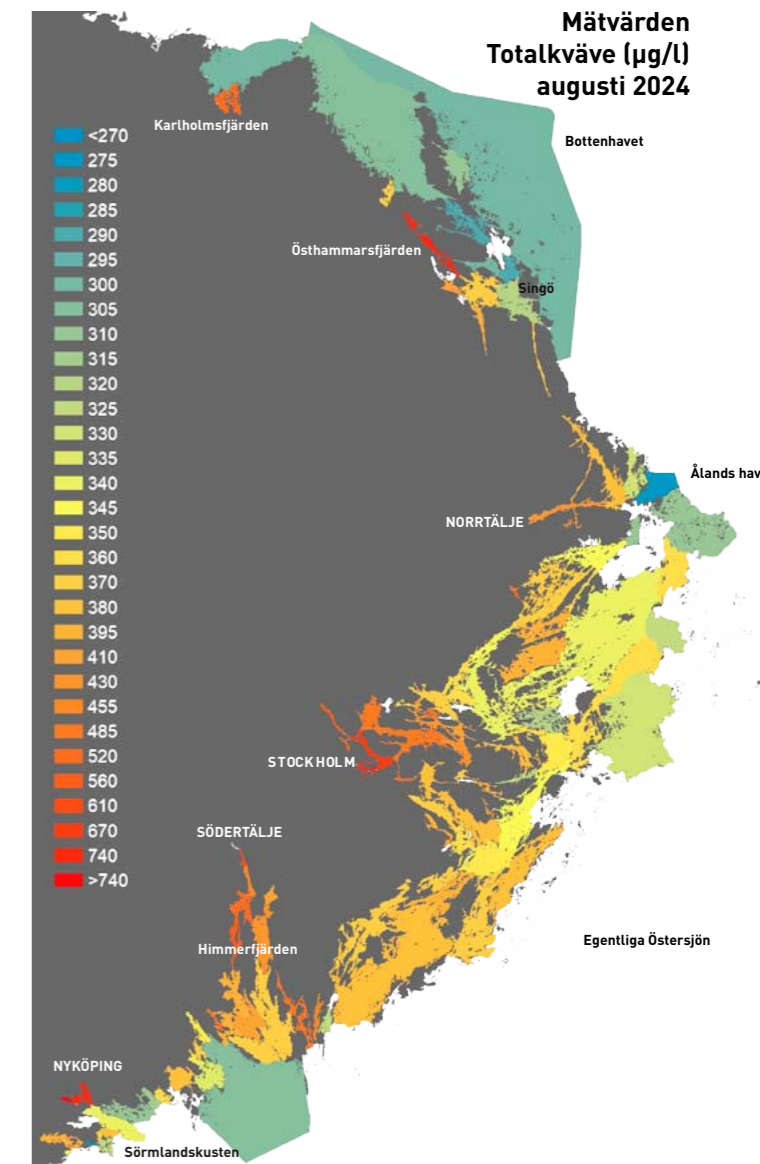 Mätvärden
Totalkväve (µg/l)
augusti 2024
Karlholmsfjärden
Bottenhavet
<270
275
280
285
290
295
300
305
310
315
320
325
330
335
340
345
350
360
370
380
395
410
430
455
485
520
560
610
670
740
>740
Östhammarsfjärden
Singö
Ålands hav
NORRTÄLJE
STOCKHOLM
SÖDERTÄLJE
Himmerfjärden
Egentliga Östersjön
NYKÖPING
Sörmlandskusten